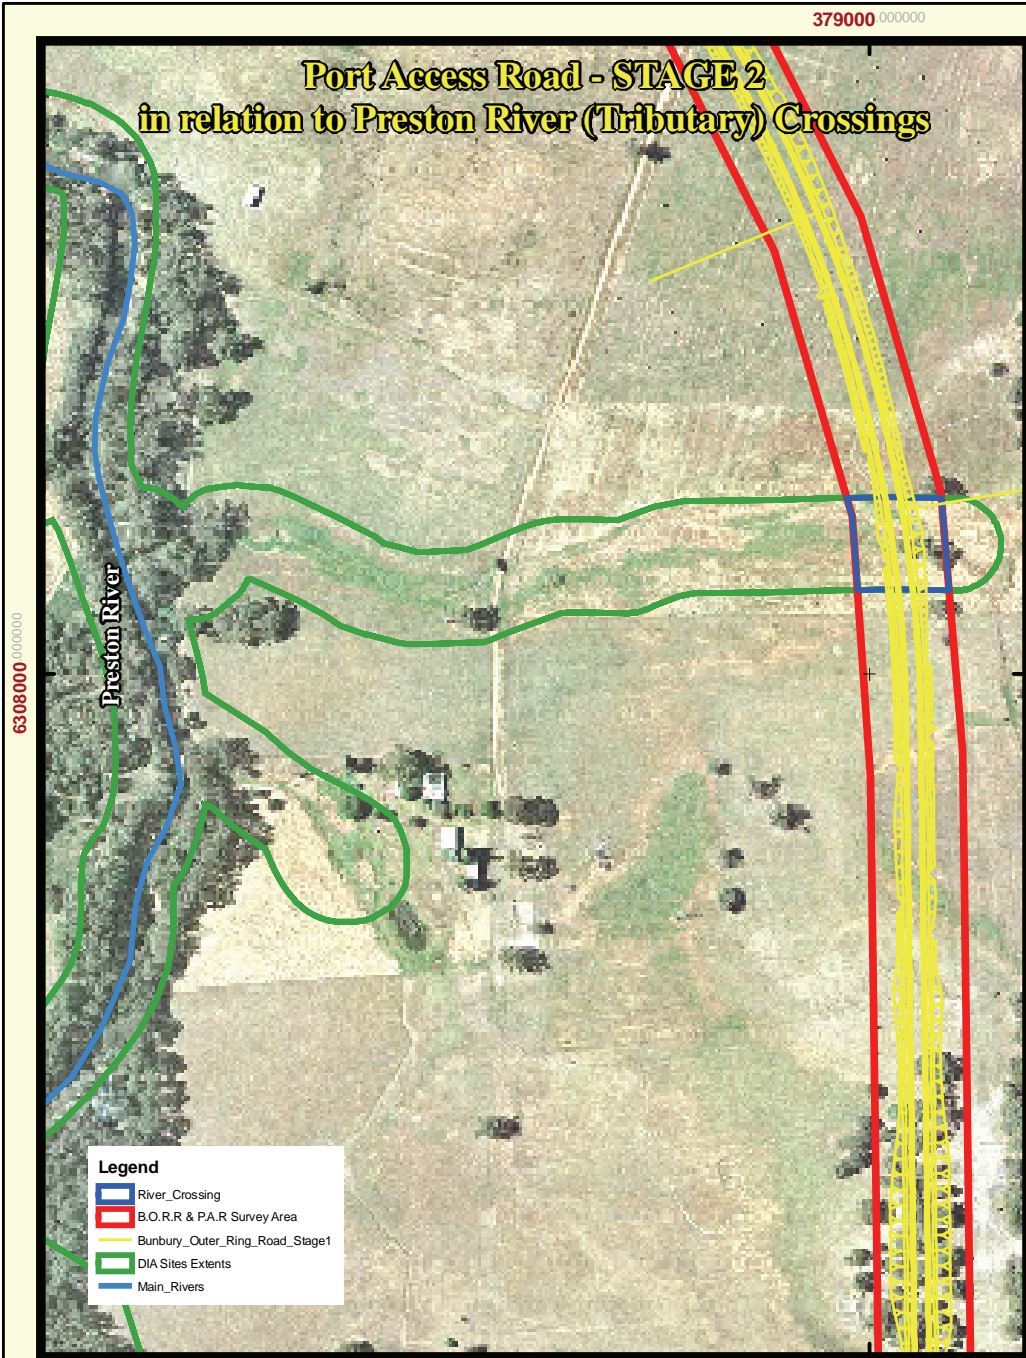 379000.000000
Port Access Road - STAGE 2
in relation to Preston River (Tributary) Crossings
Preston River
6308000.000000
Legend
River_Crossing
B.O.R.R & P.A.R Survey Area
Bunbury_Outer_Ring_Road_Stage1
DIA Sites Extents
Main_Rivers